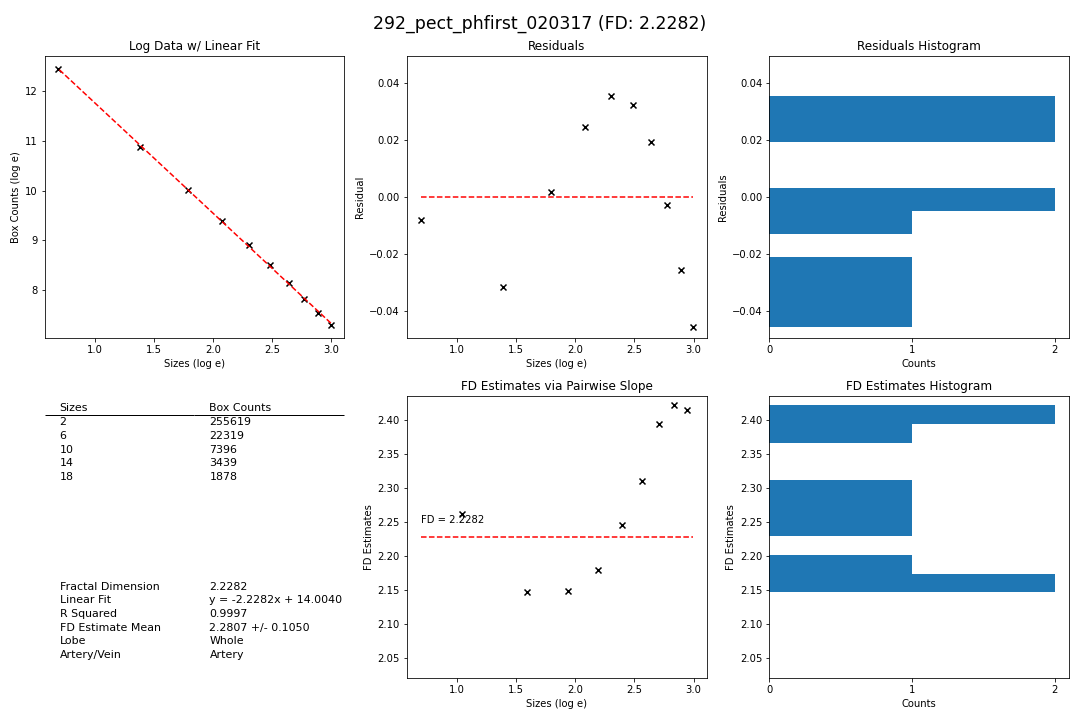 292_pect_phfirst_020317 (FD: 2.2282)
Log Data w/ Linear Fit
Box Counts (log e)
12
11
10
9
8
1.0 1.5 2.0 2.5 3.0
Sizes (log e)
Residuals
Residual
0.04
0.02
0.00
−0.02
−0.04
1.0 1.5 2.0 2.5 3.0
Sizes (log e)
Residuals Histogram
Residuals
0.04
0.02
0.00
−0.02
−0.04
0 1 2
Counts
Sizes Box Counts
2 255619
6 22319
10 7396
14 3439
18 1878
Fractal Dimension 2.2282
Linear Fit y = -2.2282x + 14.0040
R Squared 0.9997
FD Estimate Mean 2.2807 +/- 0.1050
Lobe Whole
Artery/Vein Artery
FD Estimates via Pairwise Slope
FD Estimates
2.40
2.35
2.30
2.25
2.20
2.15
2.10
2.05
FD = 2.2282
1.0 1.5 2.0 2.5 3.0
Sizes (log e)
FD Estimates Histogram
FD Estimates
2.40
2.35
2.30
2.25
2.20
2.15
2.10
2.05
0 1 2
Counts